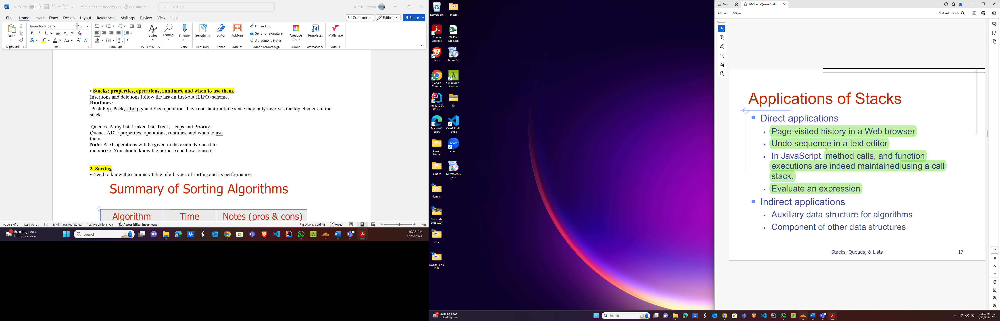 AutoSave Off Midterm Exam Review.docx No Label Search Suresh Bamma
File Home Insert Draw Design Layout References Mailings Review View Help Comments Editing Share
Times New Roman 10
Paste
B I U ab x₂ x²
A A Aa A A
Styles
Editing
Dictate
Sensitivity
Editor
Add-ins
Fill and Sign
Send for Signature
Agreement Status
Creative
Cloud
Templates
MathType
Clipboard Font Paragraph Styles Voice Sensitivity Editor Add-ins Adobe Acrobat Sign Adobe officeatwork Add-in
• Stacks: properties, operations, runtimes, and when to use them.
Insertions and deletions follow the last-in first-out (LIFO) scheme.
Runtimes:
Push Pop, Peek, isEmpty and Size operations have constant runtime since they only involves the top element of the
stack.
Queues, Array list, Linked list, Trees, Heaps and Priority
Queues ADT: properties, operations, runtimes, and when to use
them.
Note: ADT operations will be given in the exam. No need to
memorize. You should know the purpose and how to use it.
3. Sorting
• Need to know the summary table of all types of sorting and its performance.
Summary of Sorting Algorithms
Algorithm Time Notes (pros & cons)
Page 3 of 9 1234 words English (United States) Text Predictions: On Accessibility: Investigate Display Settings Focus 140%
1 Breaking news
Unfolding now
Search
10:35 PM
1/25/2024
Recycle Bin
Tricare
Adobe
Acrobat
238 King
Road.xlsx
Brave
ChromeSe...
Google
Chrome
Cmder.exe -
Shortcut
IntelliJ IDEA
2022.3.2
Tax
Microsoft
Edge
Visual Studio
Code
Arrived
Home
Zoom
cmder
MicrosoftE...
j.exe
family
Maharishi
2023-2024
misc
Owner Portal
238
Menu 03-Stack-Queue-1.pdf
All tools E-Sign Find text or tools
Applications of Stacks
Direct applications
Page-visited history in a Web browser
Undo sequence in a text editor
In JavaScript, method calls, and function
executions are indeed maintained using a call
stack.
Evaluate an expression
Indirect applications
Auxiliary data structure for algorithms
Component of other data structures
Stacks, Queues, & Lists 17
17
41
1 Breaking news
Unfolding now
Search
10:35 PM
1/25/2024